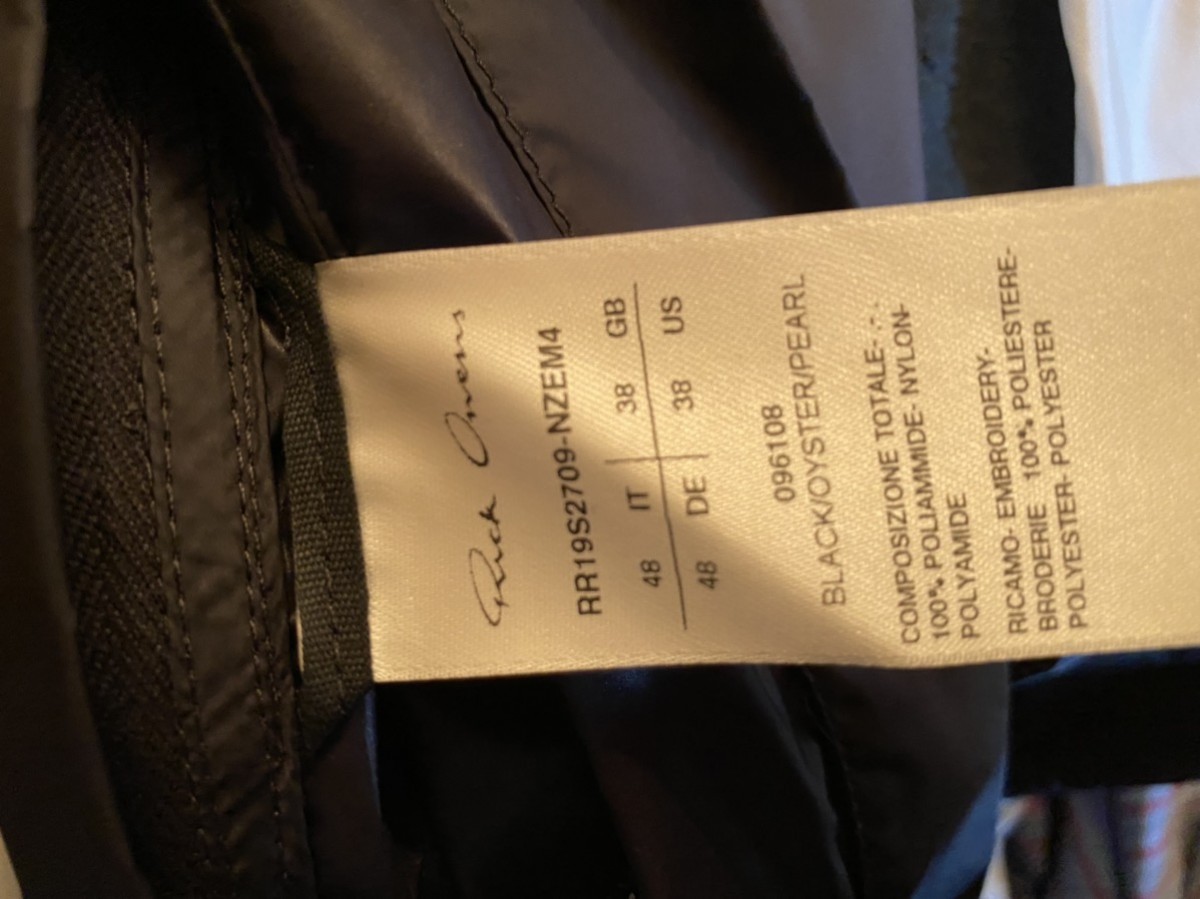 Rick Owens
RR19S2709-NZEM4
48 IT 38 GB
48 DE 38 US
096108
BLACK/OYSTER/PEARL
COMPOSIZIONE TOTALE-
100% POLIAMMIDE- NYLON-
POLYAMIDE
RICAMO- EMBROIDERY-
BRODERIE 100% POLIESTERE-
POLYESTER- POLYESTER